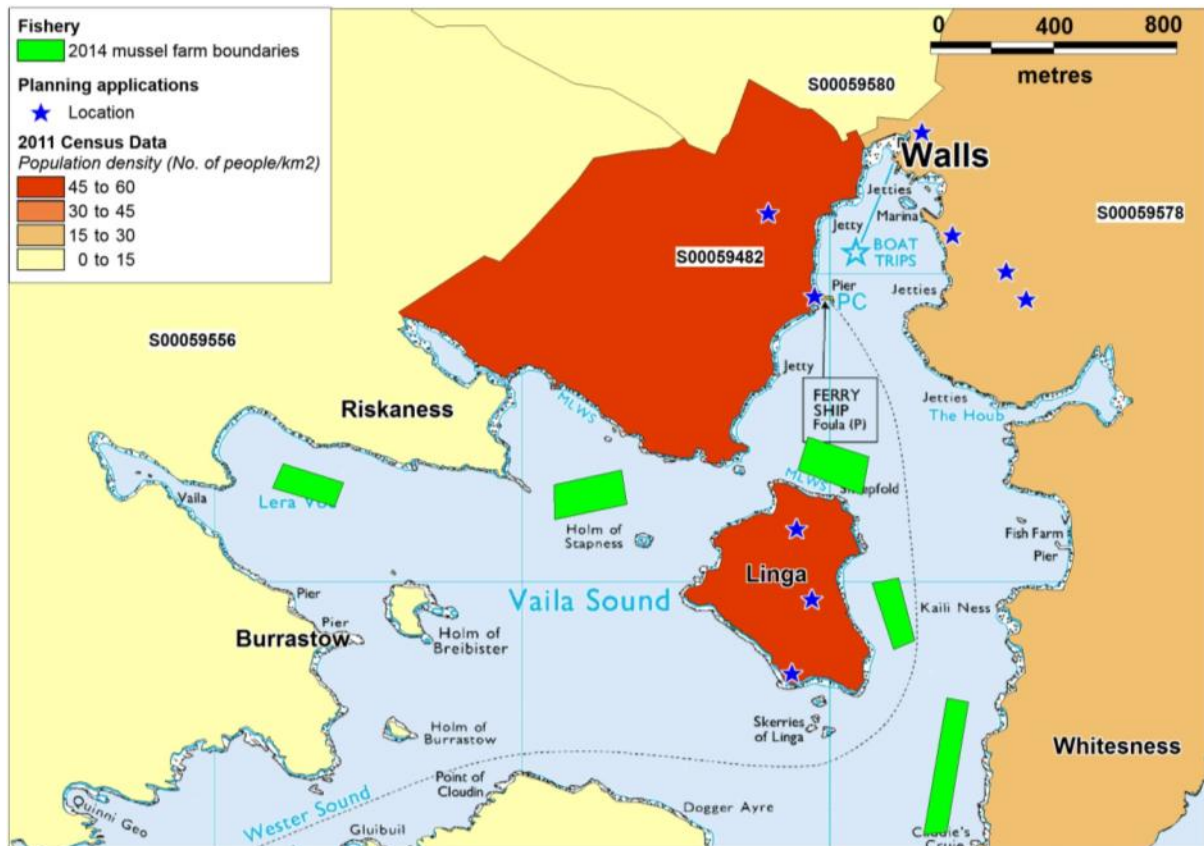 Fishery
2014 mussel farm boundaries
Planning applications
Location
2011 Census Data
Population density (No. of people/km2)
45 to 60
30 to 45
15 to 30
0 to 15
0 400 800
metres
S00059580
Walls
Jetties
Marina
S00059578
Jetty
BOAT
TRIPS
S00059482
Pier
PC
Jetties
S00059556
Jetty
FERRY
SHIP
Foula (P)
Jetties
The Houb
Riskaness
MLWS
MLWS
Vaila
Holm of
Stapness
Fish Farm
Pier
Linga
Vaila Sound
Kaili Ness
Pier
Pier
Burrastow
Holm of
Breibister
Holm of
Burrastow
Skerries
of Linga
Whitesness
Point of
Cloudin
Wester Sound
Quinni Geo
Gluibuil
Dogger Ayre